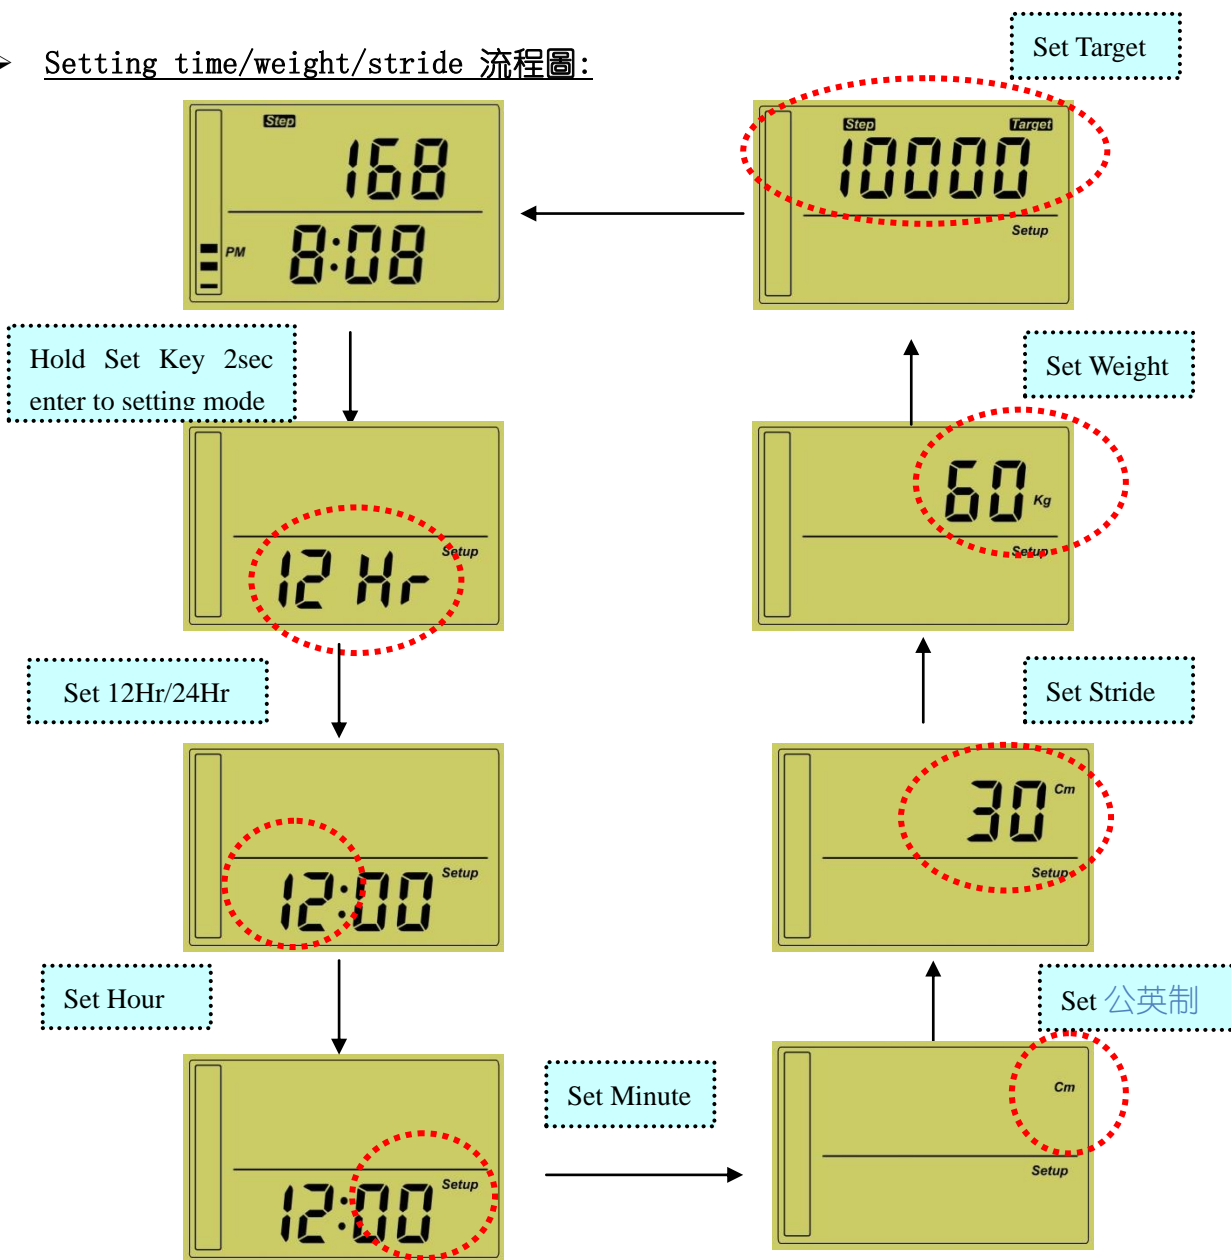 Setting time/weight/stride 流程圖:
Set Target
Step
168
PM 8:08
Step Target
10000
Setup
Hold Set Key 2sec
enter to setting mode
Set Weight
12 Hr
Setup
60 Kg
Setup
Set 12Hr/24Hr
Set Stride
12:00
Setup
30 Cm
Setup
Set Hour
Set 公英制
Set Minute
12:00
Setup
Cm
Setup